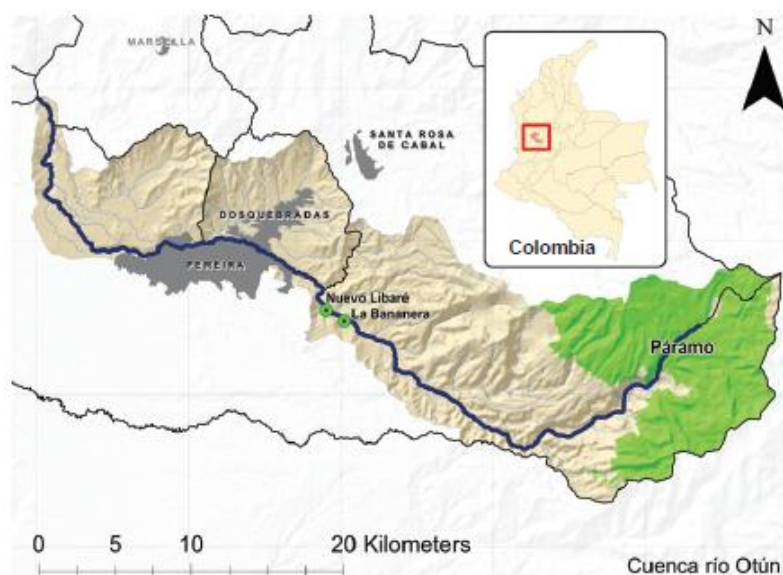 MARSELLA
N
SANTA ROSA
DE CABAL
DOSQUEBRADAS
Colombia
PEREIRA
Nuevo Libaré
La Bananera
Páramo
0 5 10 20 Kilometers
Cuenca río Otún